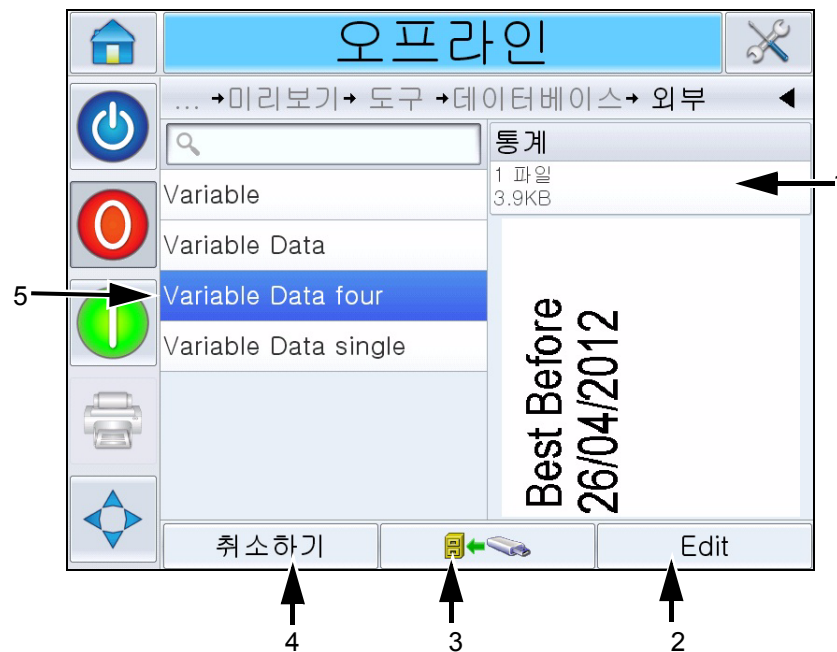 오프라인
... →미리보기→ 도구 →데이터베이스→ 외부
통계
1 파일
3.9KB
Variable
Variable Data
Variable Data four
Variable Data single
Best Before
26/04/2012
취소하기
Edit
5
4
3
2